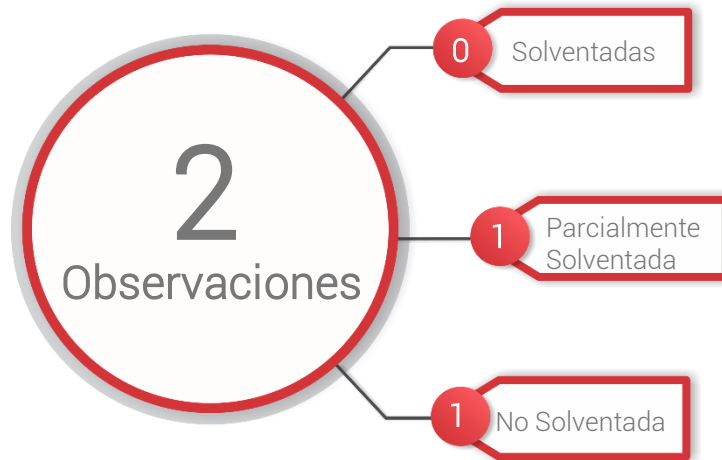 2
Observaciones
0
Solventadas
1
Parcialmente
Solventada
1
No Solventada